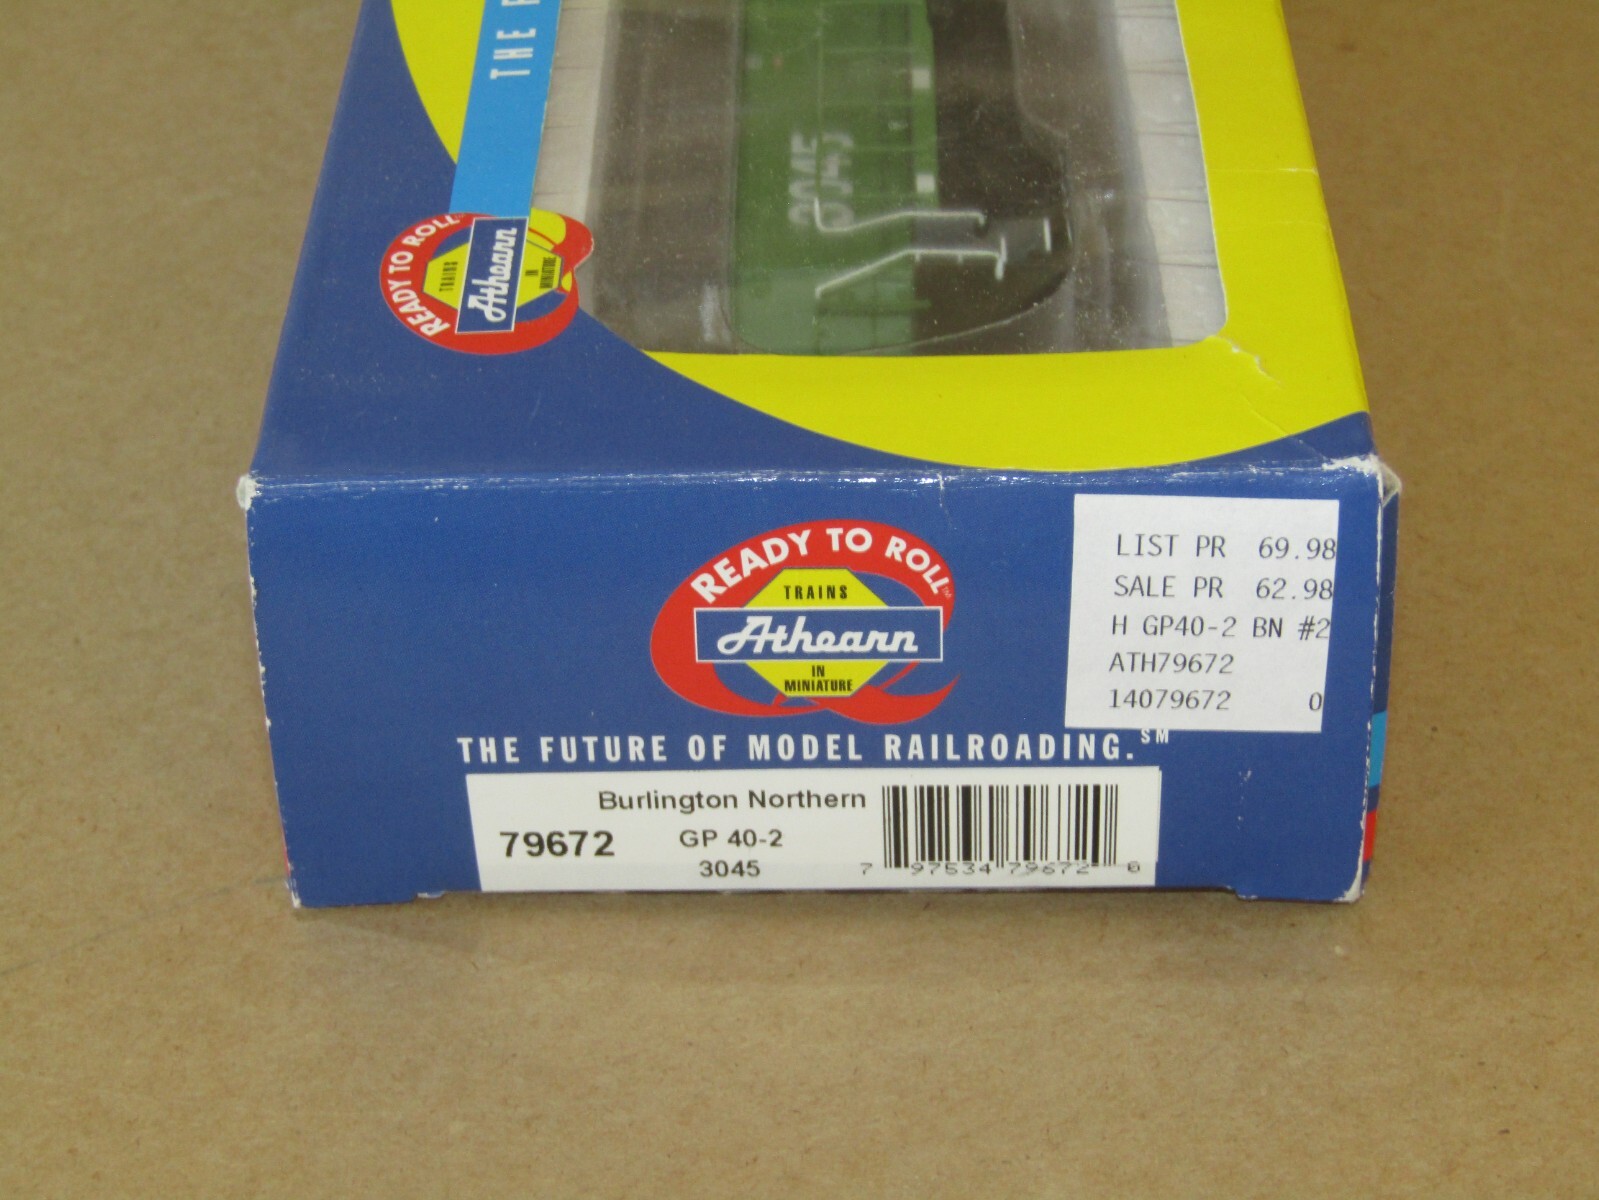 THE
3045
READY TO ROLL
TRAINS
Athearn
IN
MINIATURE
READY TO ROLL™
TRAINS
Athearn
IN
MINIATURE
LIST PR 69.98
SALE PR 62.98
H GP40-2 BN #2
ATH79672
14079672 0
THE FUTURE OF MODEL RAILROADING.℠
Burlington Northern
79672 GP 40-2
3045
7 97534 79672 6